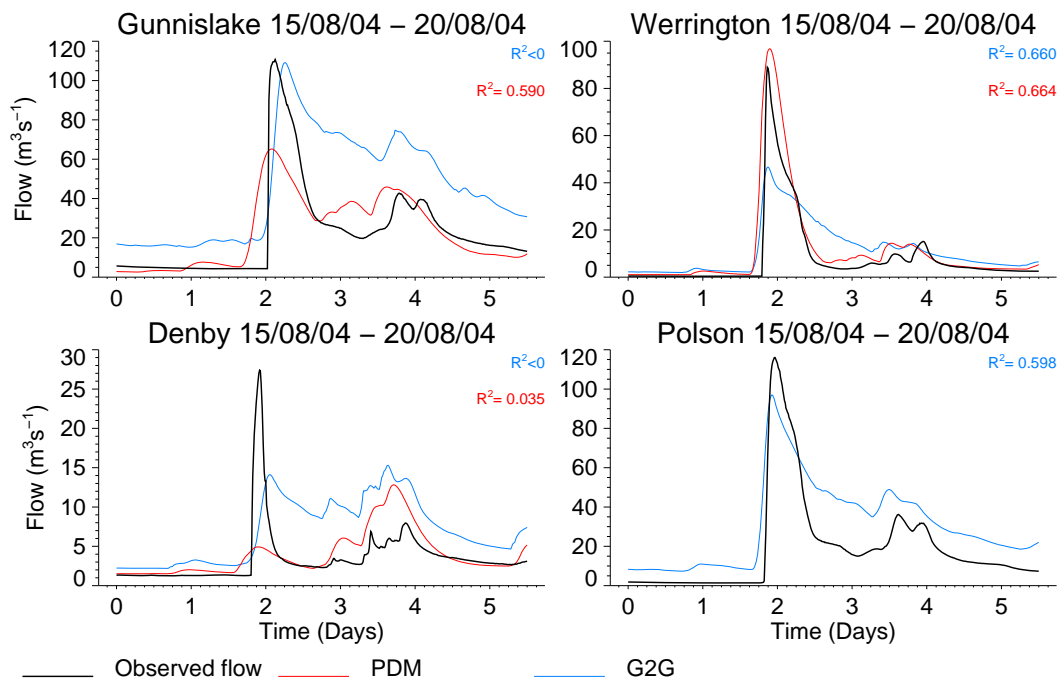 Gunnislake 15/08/04 – 20/08/04
R²<0
R²= 0.590
Flow (m³s⁻¹)
120
100
80
60
40
20
0
0 1 2 3 4 5
Werrington 15/08/04 – 20/08/04
R²= 0.660
R²= 0.664
100
80
60
40
20
0
0 1 2 3 4 5
Denby 15/08/04 – 20/08/04
R²<0
R²= 0.035
Flow (m³s⁻¹)
30
25
20
15
10
5
0
0 1 2 3 4 5
Time (Days)
Polson 15/08/04 – 20/08/04
R²= 0.598
120
100
80
60
40
20
0
0 1 2 3 4 5
Time (Days)
Observed flow PDM G2G